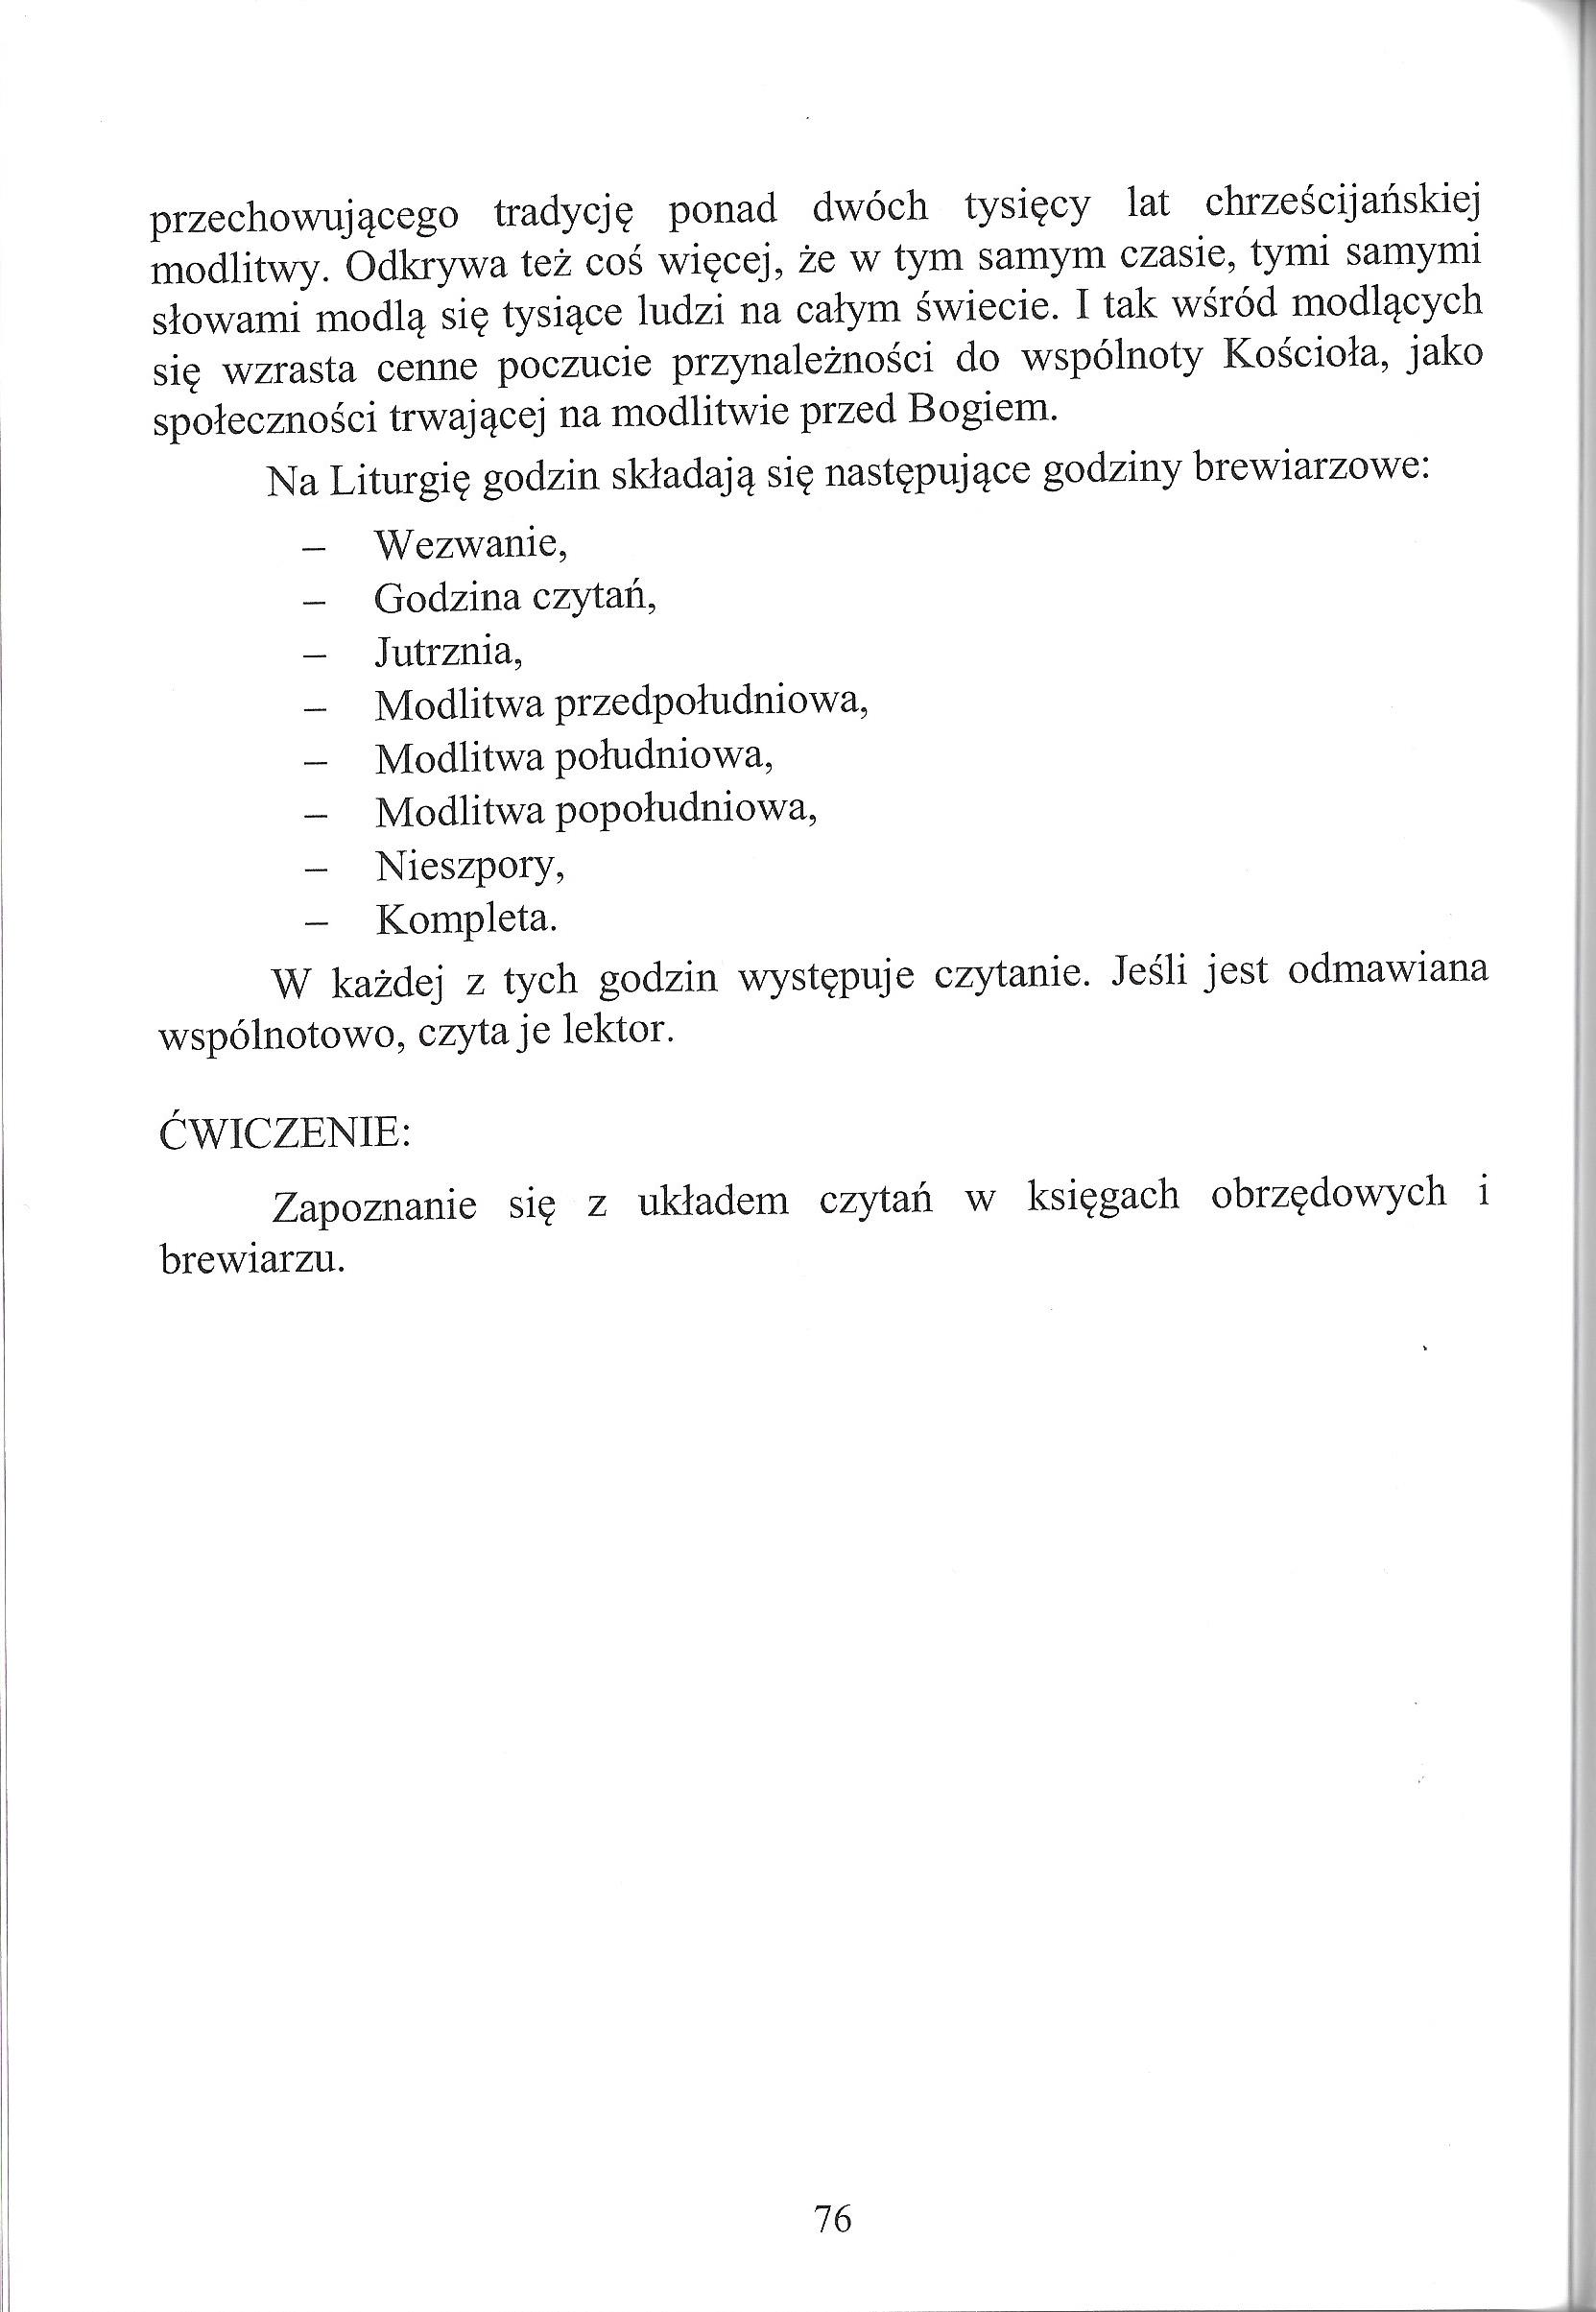 przechowującego tradycję ponad dwóch tysięcy lat chrześcijańskiej
modlitwy. Odkrywa też coś więcej, że w tym samym czasie, tymi samymi
słowami modlą się tysiące ludzi na całym świecie. I tak wśród modlących
się wzrasta cenne poczucie przynależności do wspólnoty Kościoła, jako
społeczności trwającej na modlitwie przed Bogiem.
Na Liturgię godzin składają się następujące godziny brewiarzowe:
– Wezwanie,
– Godzina czytań,
– Jutrznia,
– Modlitwa przedpołudniowa,
– Modlitwa południowa,
– Modlitwa popołudniowa,
– Nieszpory,
– Kompleta.
W każdej z tych godzin występuje czytanie. Jeśli jest odmawiana
wspólnotowo, czyta je lektor.
ĆWICZENIE:
Zapoznanie się z układem czytań w księgach obrzędowych i
brewiarzu.
76